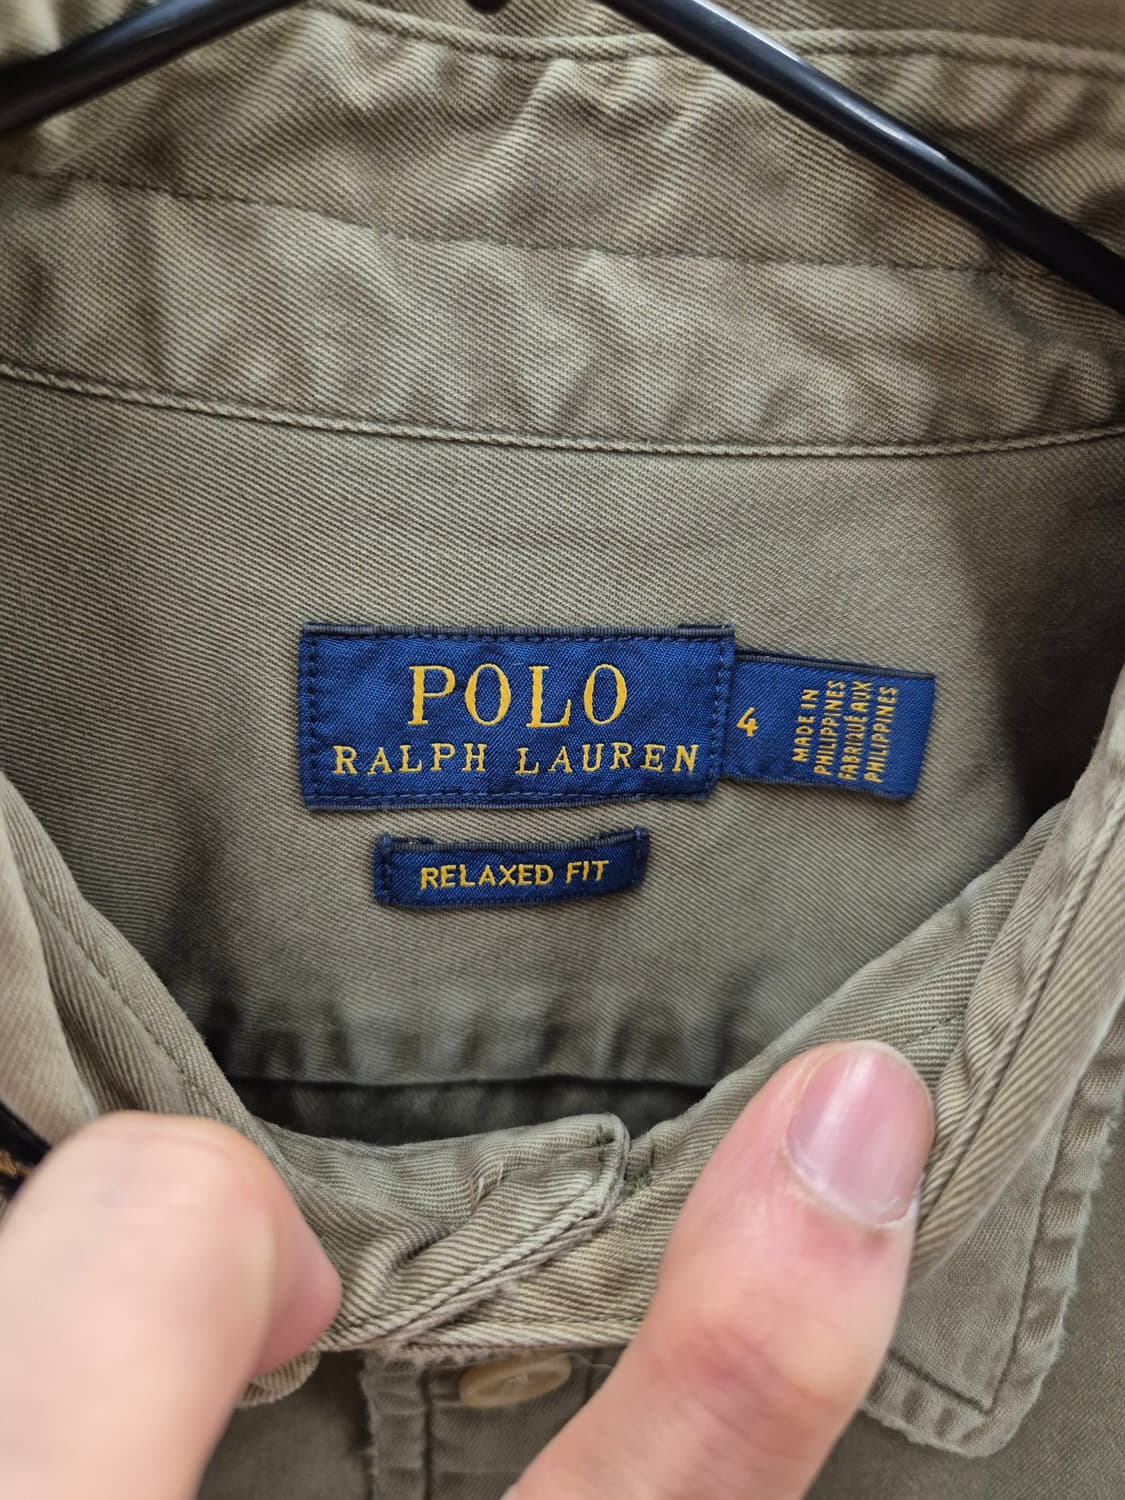 POLO
RALPH LAUREN
4
MADE IN
PHILIPPINES
FABRIQUÉ AUX
PHILIPPINES
RELAXED FIT